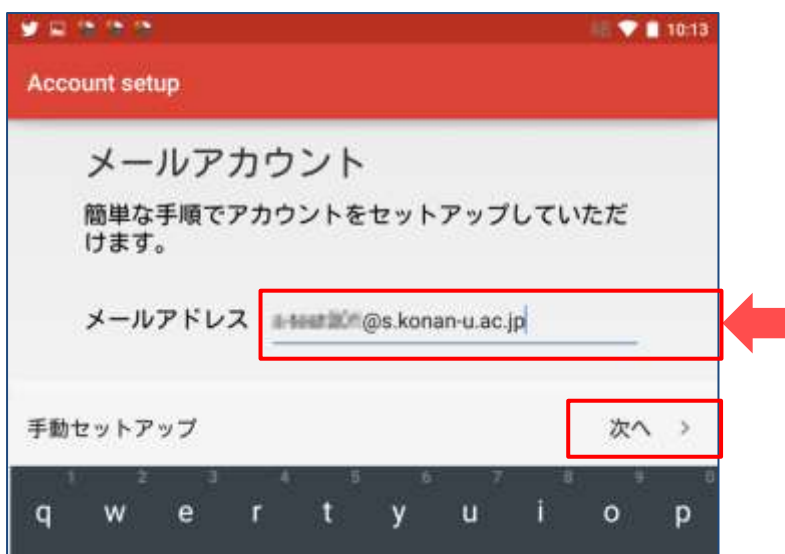 10:13
Account setup
メールアカウント
簡単な手順でアカウントをセットアップしていただ
けます。
メールアドレス @s.konan-u.ac.jp
手動セットアップ 次へ >
1 2 3 4 5 6 7 8 9 0
q w e r t y u i o p